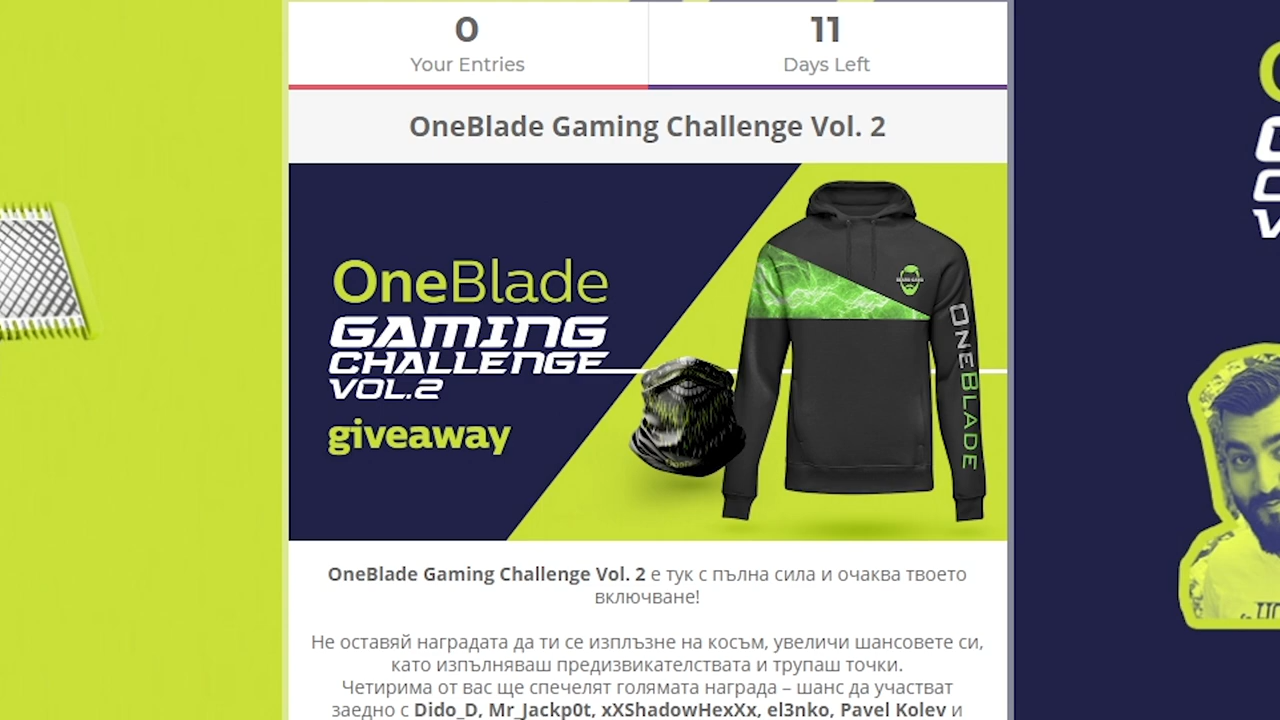 0
Your Entries
11
Days Left
OneBlade Gaming Challenge Vol. 2
OneBlade
GAMING
CHALLENGE
VOL.2
giveaway
ONEBLADE
OneBlade Gaming Challenge Vol. 2 е тук с пълна сила и очаква твоето
включване!
Не оставяй наградата да ти се изплъзне на косъм, увеличи шансовете си,
като изпълняваш предизвикателствата и трупаш точки.
Четирима от вас ще спечелят голямата награда – шанс да участват
заедно с Dido_D, Mr_Jackp0t, xXShadowHexXx, el3nko, Pavel Kolev и